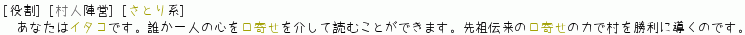 [役割] [村人陣営] [さとり系]
あなたはイタコです。誰か一人の心を口寄せを介して読むことができます。先祖伝来の口寄せの力で村を勝利に導くのです。